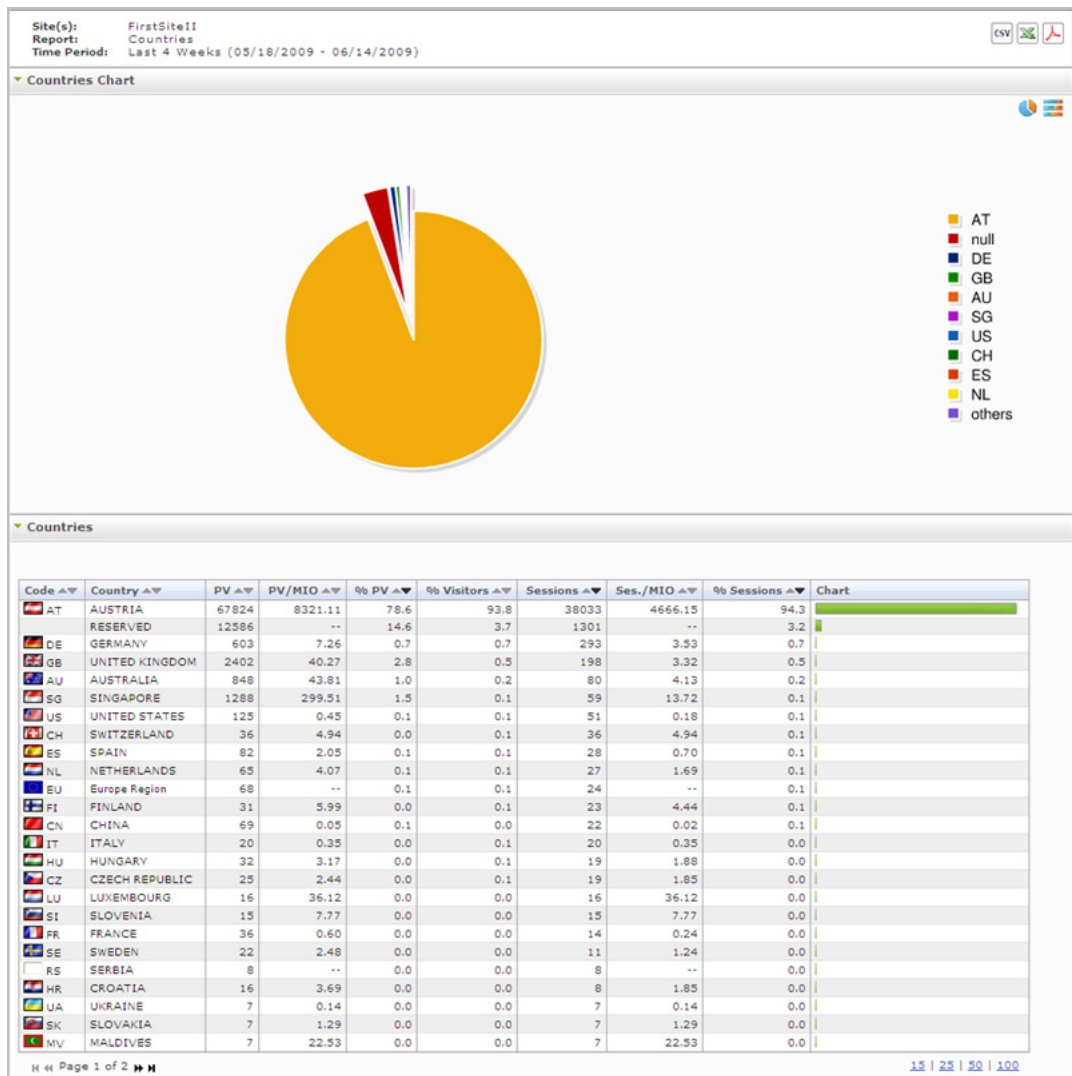 Site(s): FirstSiteII
Report: Countries
Time Period: Last 4 Weeks (05/18/2009 - 06/14/2009)
CSV
Countries Chart
AT
null
DE
GB
AU
SG
US
CH
ES
NL
others
Countries
Code Country PV PV/MIO % PV % Visitors Sessions Ses./MIO % Sessions Chart
AT AUSTRIA 67824 8321.11 78.6 93.8 38033 4666.15 94.3
RESERVED 12586 -- 14.6 3.7 1301 -- 3.2
DE GERMANY 603 7.26 0.7 0.7 293 3.53 0.7
GB UNITED KINGDOM 2402 40.27 2.8 0.5 198 3.32 0.5
AU AUSTRALIA 848 43.81 1.0 0.2 80 4.13 0.2
SG SINGAPORE 1288 299.51 1.5 0.1 59 13.72 0.1
US UNITED STATES 125 0.45 0.1 0.1 51 0.18 0.1
CH SWITZERLAND 36 4.94 0.0 0.1 36 4.94 0.1
ES SPAIN 82 2.05 0.1 0.1 28 0.70 0.1
NL NETHERLANDS 65 4.07 0.1 0.1 27 1.69 0.1
EU Europe Region 68 -- 0.1 0.1 24 -- 0.1
FI FINLAND 31 5.99 0.0 0.1 23 4.44 0.1
CN CHINA 69 0.05 0.1 0.0 22 0.02 0.1
IT ITALY 20 0.35 0.0 0.1 20 0.35 0.0
HU HUNGARY 32 3.17 0.0 0.1 19 1.88 0.0
CZ CZECH REPUBLIC 25 2.44 0.0 0.1 19 1.85 0.0
LU LUXEMBOURG 16 36.12 0.0 0.0 16 36.12 0.0
SI SLOVENIA 15 7.77 0.0 0.0 15 7.77 0.0
FR FRANCE 36 0.60 0.0 0.0 14 0.24 0.0
SE SWEDEN 22 2.48 0.0 0.0 11 1.24 0.0
RS SERBIA 8 -- 0.0 0.0 8 -- 0.0
HR CROATIA 16 3.69 0.0 0.0 8 1.85 0.0
UA UKRAINE 7 0.14 0.0 0.0 7 0.14 0.0
SK SLOVAKIA 7 1.29 0.0 0.0 7 1.29 0.0
MV MALDIVES 7 22.53 0.0 0.0 7 22.53 0.0
Page 1 of 2 15 | 25 | 50 | 100